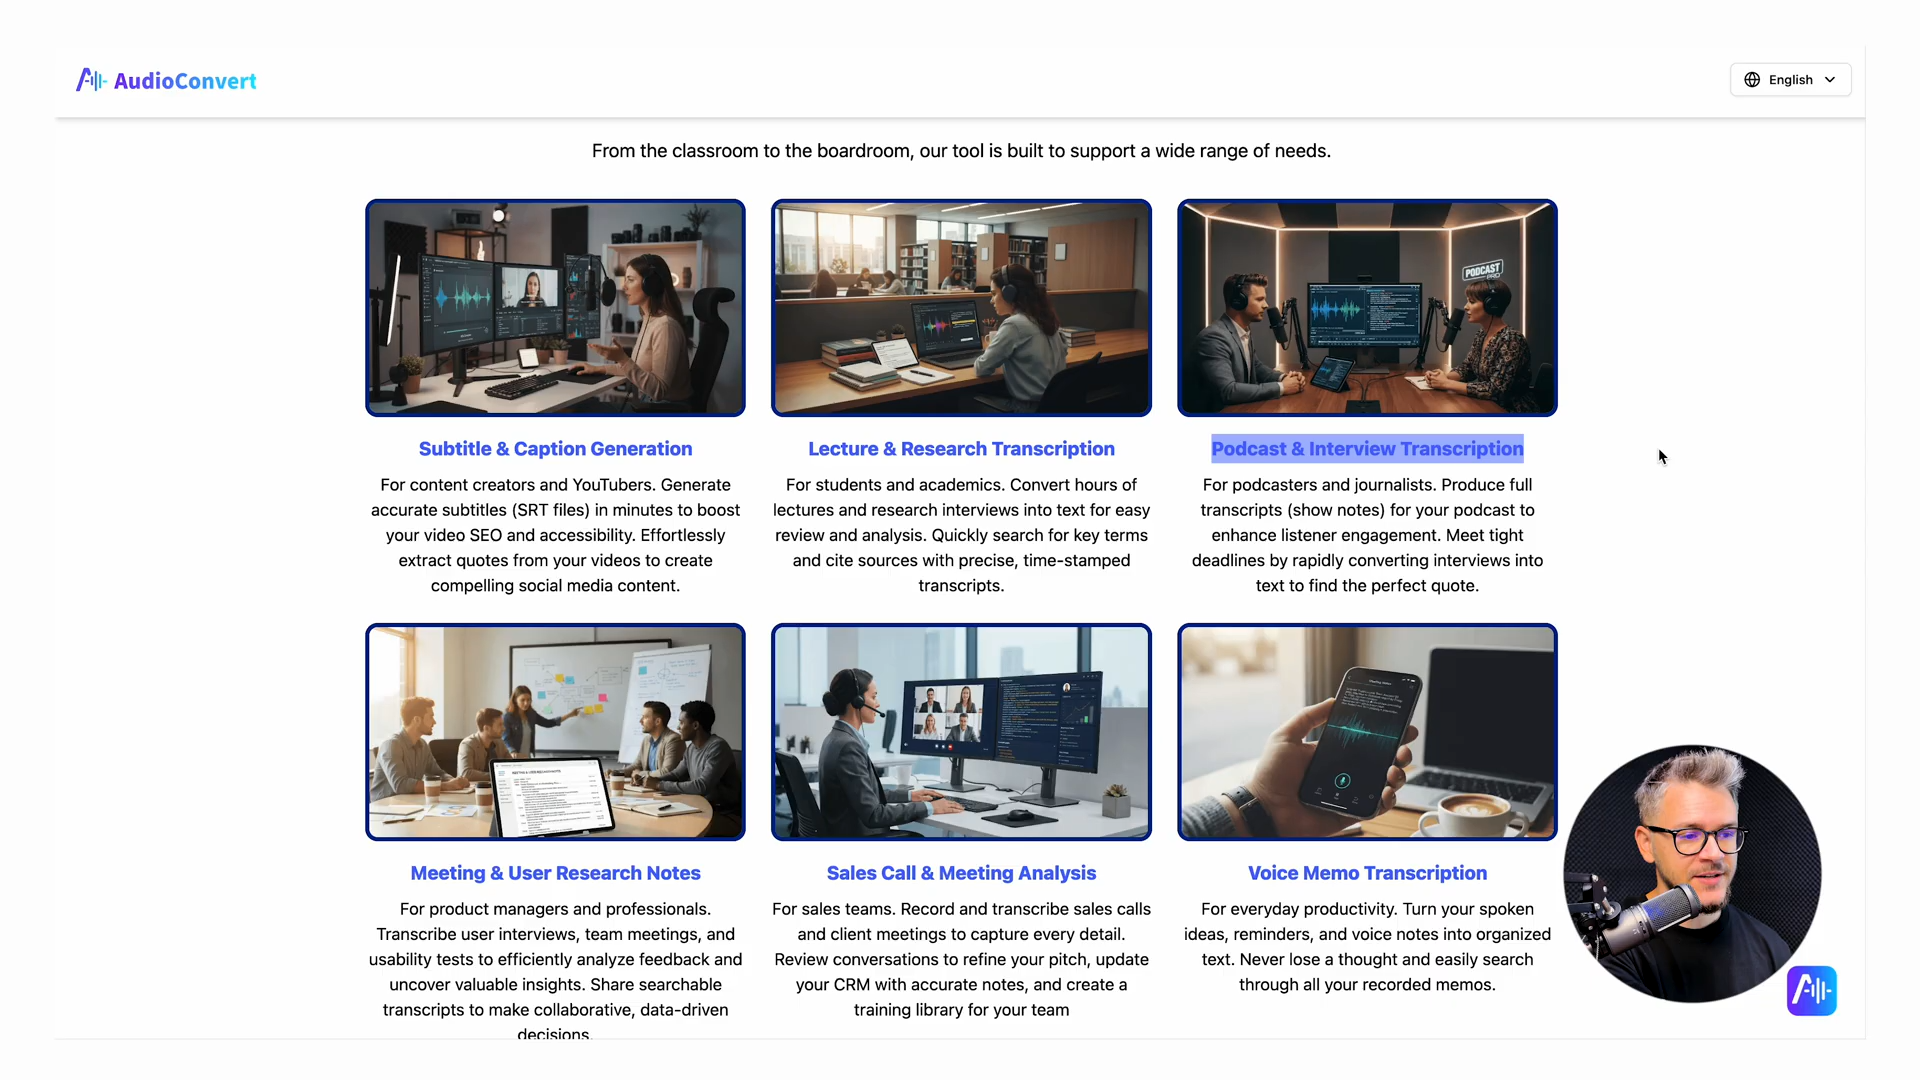 AudioConvert
English
From the classroom to the boardroom, our tool is built to support a wide range of needs.
PODCAST
PRO
Subtitle & Caption Generation
For content creators and YouTubers. Generate
accurate subtitles (SRT files) in minutes to boost
your video SEO and accessibility. Effortlessly
extract quotes from your videos to create
compelling social media content.
Lecture & Research Transcription
For students and academics. Convert hours of
lectures and research interviews into text for easy
review and analysis. Quickly search for key terms
and cite sources with precise, time-stamped
transcripts.
Podcast & Interview Transcription
For podcasters and journalists. Produce full
transcripts (show notes) for your podcast to
enhance listener engagement. Meet tight
deadlines by rapidly converting interviews into
text to find the perfect quote.
Meeting & User Research Notes
For product managers and professionals.
Transcribe user interviews, team meetings, and
usability tests to efficiently analyze feedback and
uncover valuable insights. Share searchable
transcripts to make collaborative, data-driven
decisions.
Sales Call & Meeting Analysis
For sales teams. Record and transcribe sales calls
and client meetings to capture every detail.
Review conversations to refine your pitch, update
your CRM with accurate notes, and create a
training library for your team
Voice Memo Transcription
For everyday productivity. Turn your spoken
ideas, reminders, and voice notes into organized
text. Never lose a thought and easily search
through all your recorded memos.